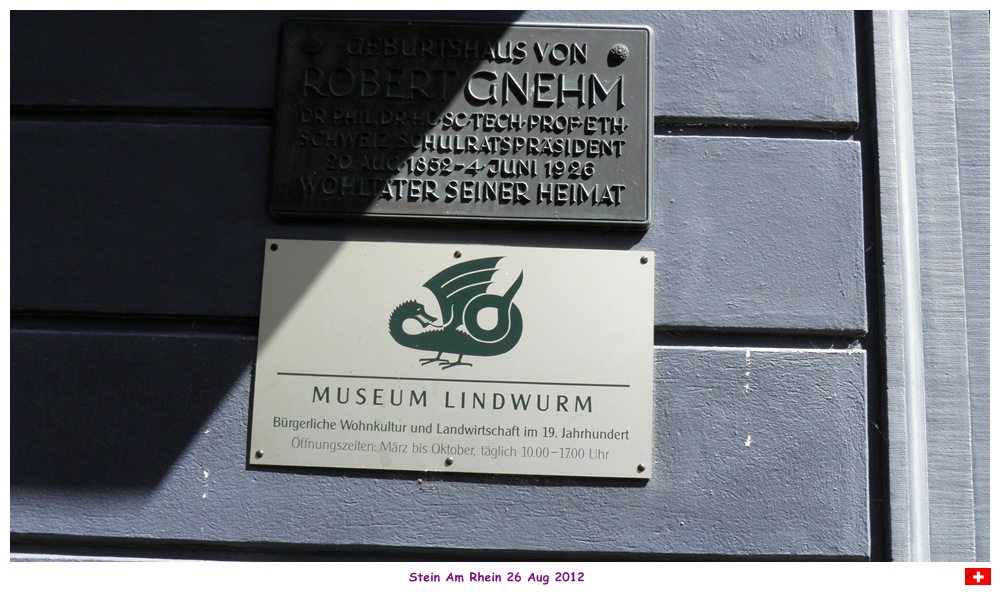 GEBURTSHAUS VON
ROBERT GNEHM
DR·PHIL·DR·H·C·SC·TECH·PROF·ETH·
SCHWEIZ·SCHULRATSPRÄSIDENT
20·AUG·1852-4·JUNI 1926
WOHLTÄTER SEINER HEIMAT
MUSEUM LINDWURM
Bürgerliche Wohnkultur und Landwirtschaft im 19. Jahrhundert
Öffnungszeiten: März bis Oktober, täglich 10.00–17.00 Uhr
Stein Am Rhein 26 Aug 2012